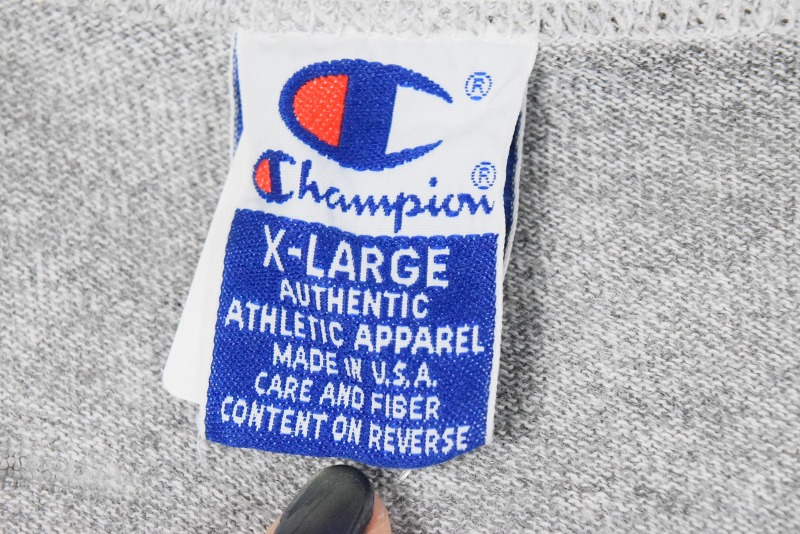 ®
Champion®
X-LARGE
AUTHENTIC
ATHLETIC APPAREL
MADE IN U.S.A.
CARE AND FIBER
CONTENT ON REVERSE